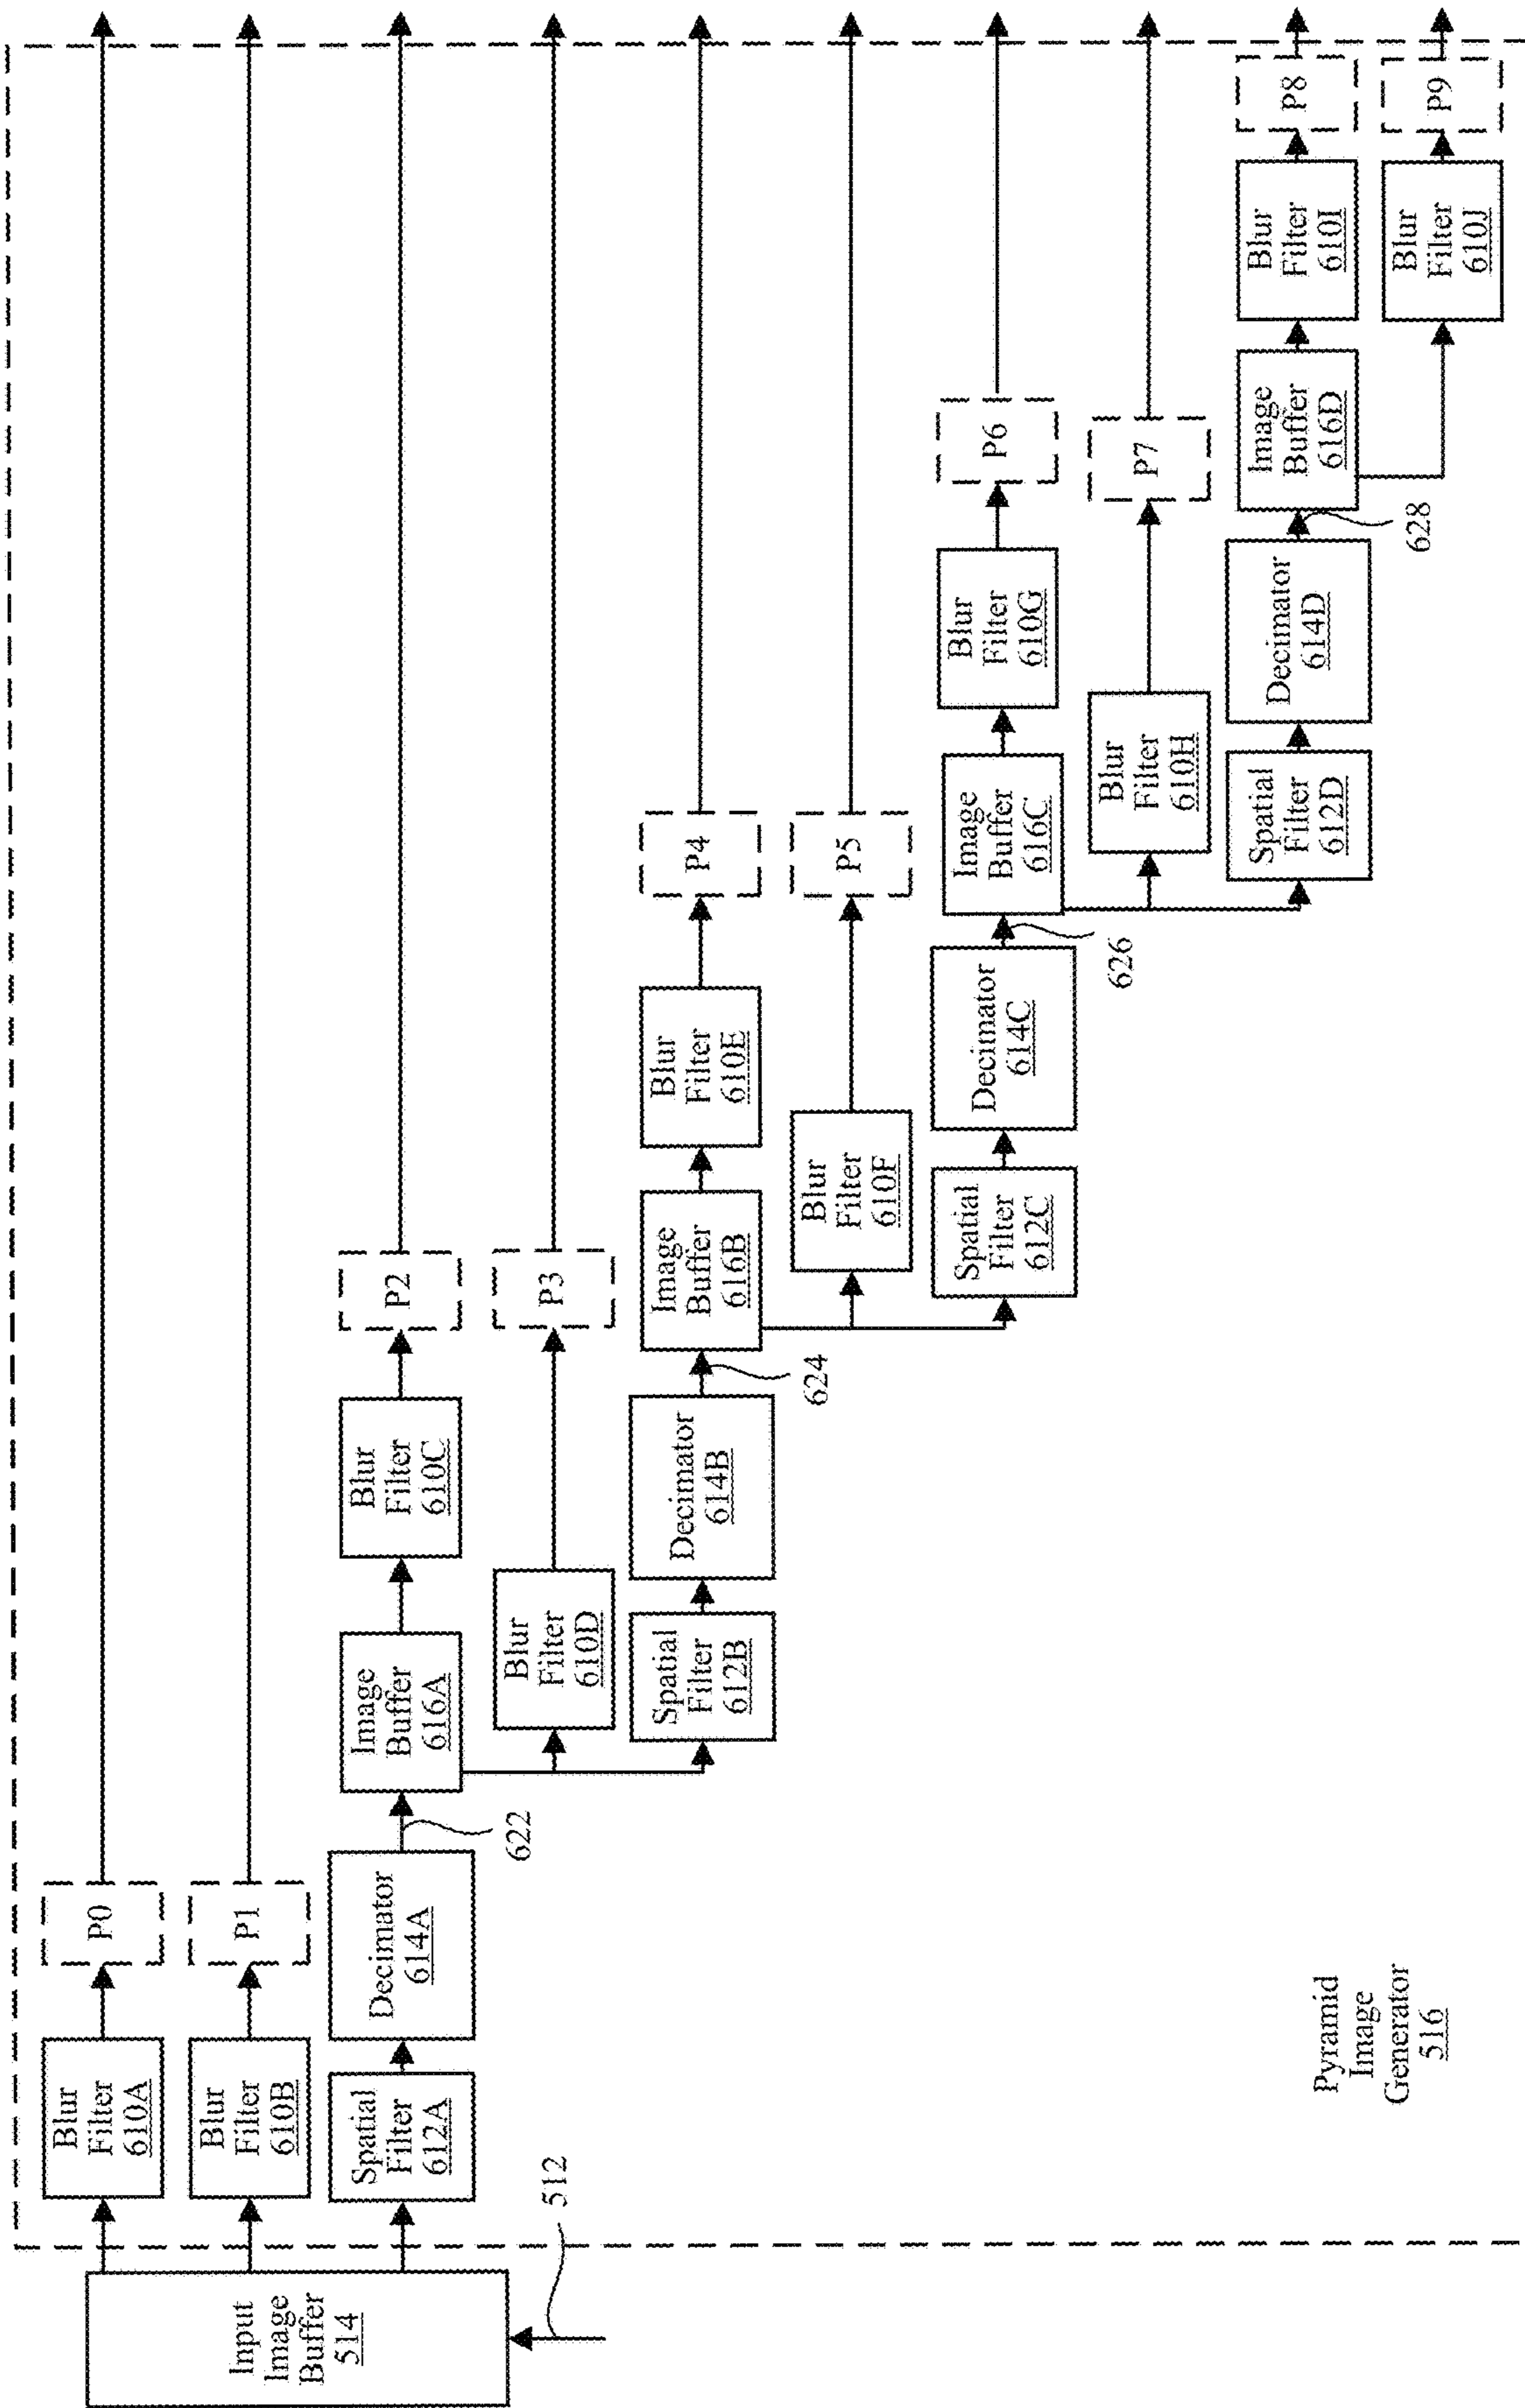 Input
Image
Buffer
514
512
Blur
Filter
610A
P0
Blur
Filter
610B
P1
Spatial
Filter
612A
Decimator
614A
622
Image
Buffer
616A
Blur
Filter
610C
P2
Blur
Filter
610D
P3
Spatial
Filter
612B
Decimator
614B
624
Image
Buffer
616B
Blur
Filter
610E
P4
Blur
Filter
610F
P5
Spatial
Filter
612C
Decimator
614C
626
Image
Buffer
616C
Blur
Filter
610G
P6
Blur
Filter
610H
P7
Spatial
Filter
612D
Decimator
614D
628
Image
Buffer
616D
Blur
Filter
610I
P8
Blur
Filter
610J
P9
Pyramid
Image
Generator
516